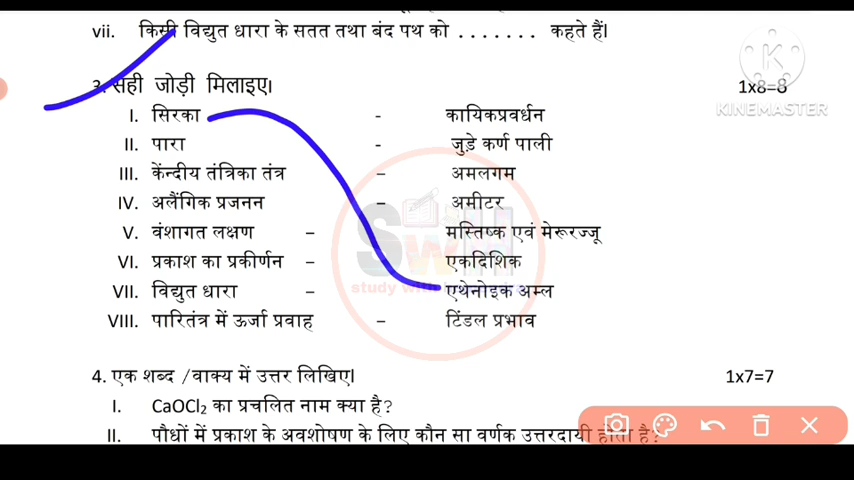 vii. किसी विद्युत धारा के सतत तथा बंद पथ को ....... कहते हैं।
3. सही जोड़ी मिलाइए। 1x8=8
KINEMASTER
I. सिरका - कायिकप्रवर्धन
II. पारा - जुड़े कर्ण पाली
III. केंन्दीय तंत्रिका तंत्र – अमलगम
IV. अलैंगिक प्रजनन – अमीटर
V. वंशागत लक्षण – मस्तिष्क एवं मेरूरज्जू
VI. प्रकाश का प्रकीर्णन – एकदिशिक
VII. विद्युत धारा – एथेनोइक अम्ल
VIII. पारितंत्र में ऊर्जा प्रवाह – टिंडल प्रभाव
4. एक शब्द /वाक्य में उत्तर लिखिए। 1x7=7
I. CaOCl₂ का प्रचलित नाम क्या है?
II. पौधों में प्रकाश के अवशोषण के लिए कौन सा वर्णक उत्तरदायी होता है?